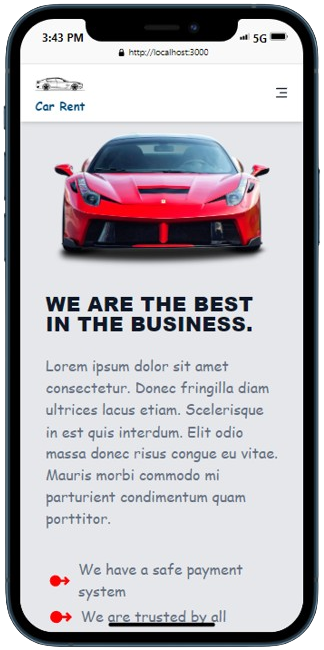 3:43 PM
5G
http://localhost:3000
Car Rent
WE ARE THE BEST
IN THE BUSINESS.
Lorem ipsum dolor sit amet
consectetur. Donec fringilla diam
ultrices lacus etiam. Scelerisque
in est quis interdum. Elit odio
massa donec risus congue eu vitae.
Mauris morbi commodo mi
parturient condimentum quam
porttitor.
We have a safe payment
system
We are trusted by all